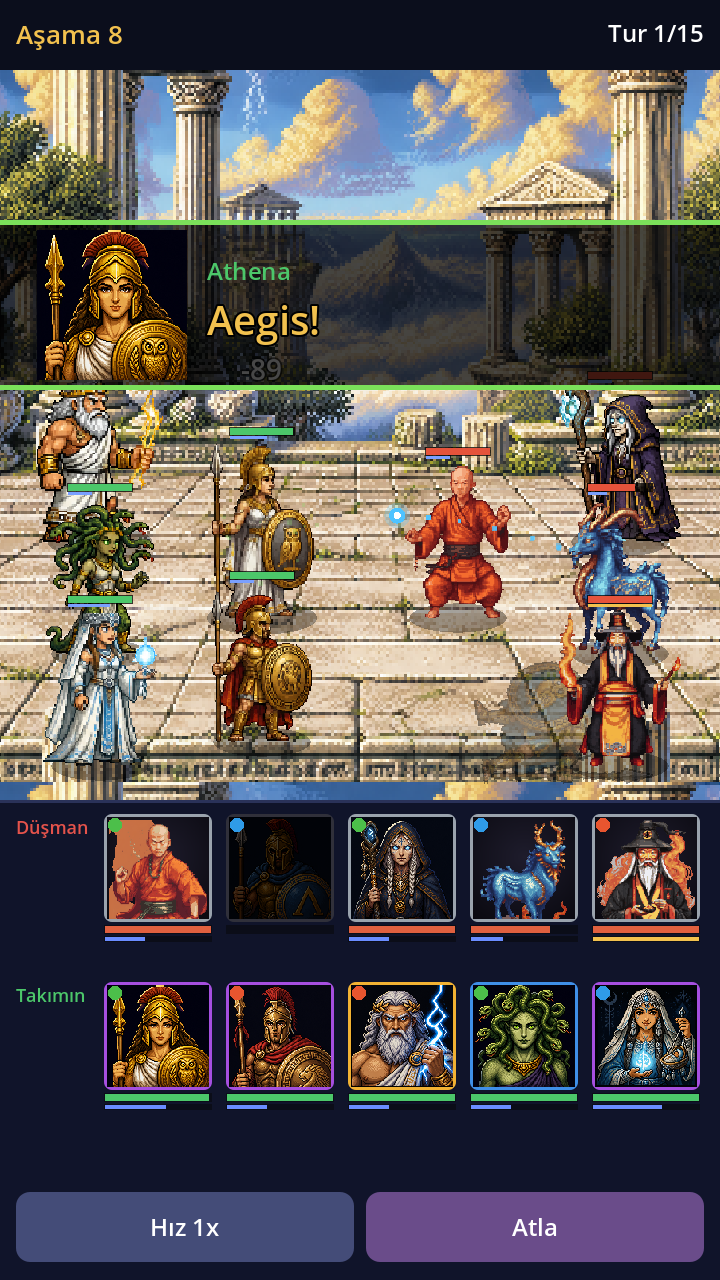 Aşama 8
Tur 1/15
Athena
Aegis!
-89
Düşman
Takımın
Hız 1x
Atla